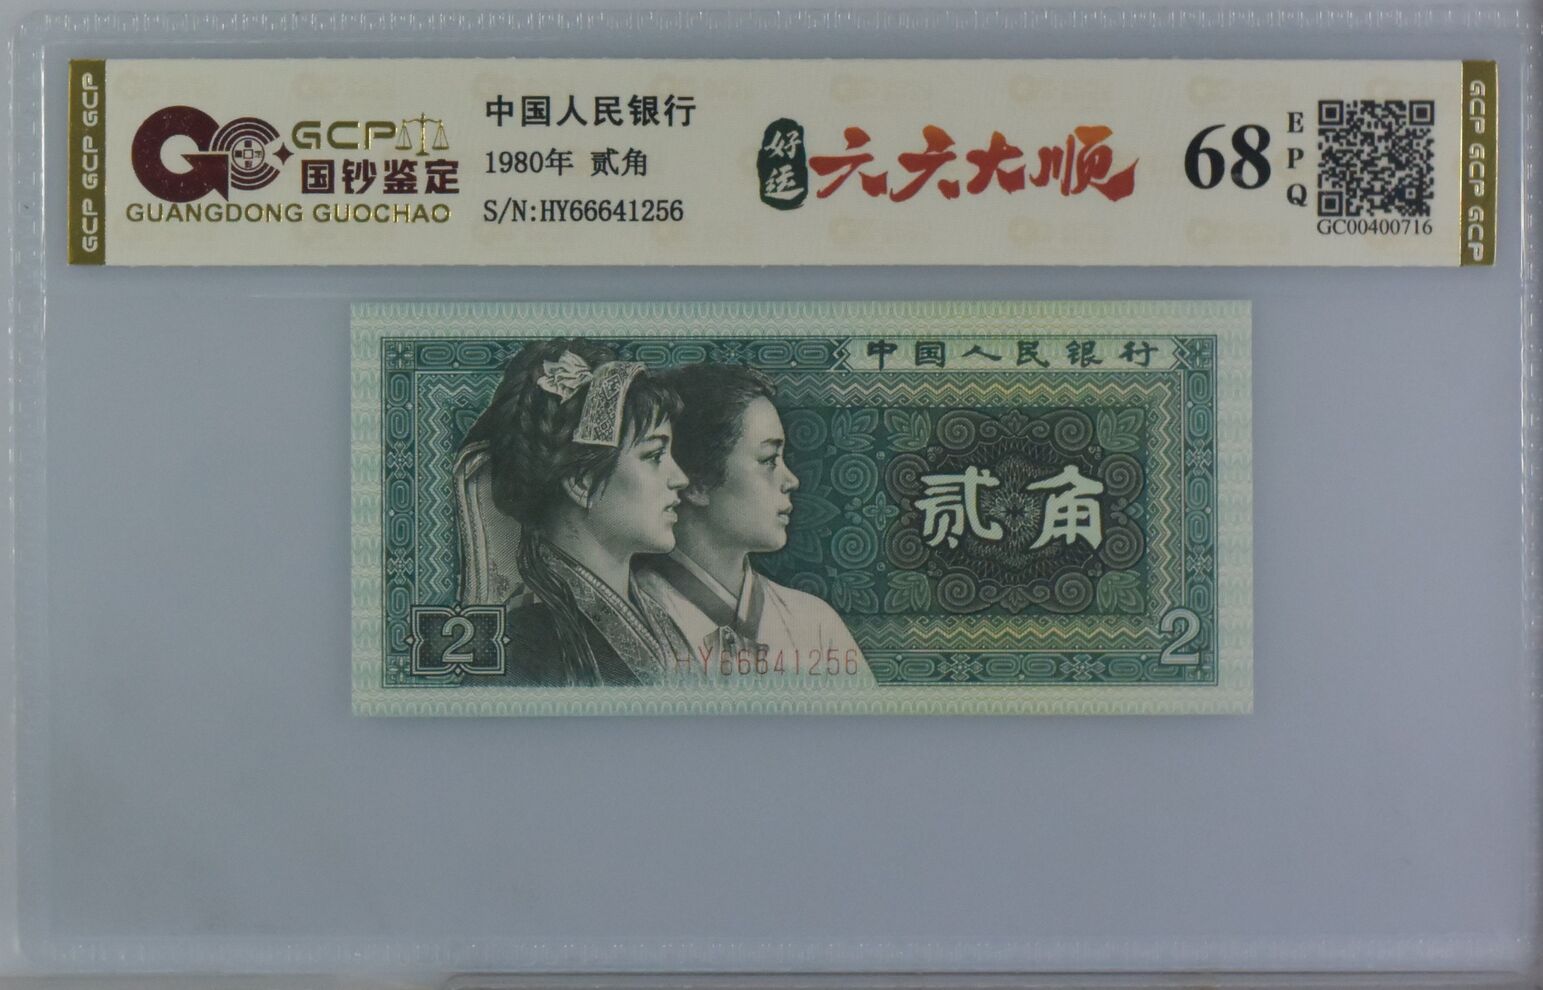 GCP
国钞鉴定
GUANGDONG GUOCHAO
中国人民银行
1980年 贰角
S/N:HY66641256
好运
六六大顺
68
EPQ
GC00400716
GCP GCP GCP
GCP GCP GCP
中国人民银行
贰角
2
HY66641256
2